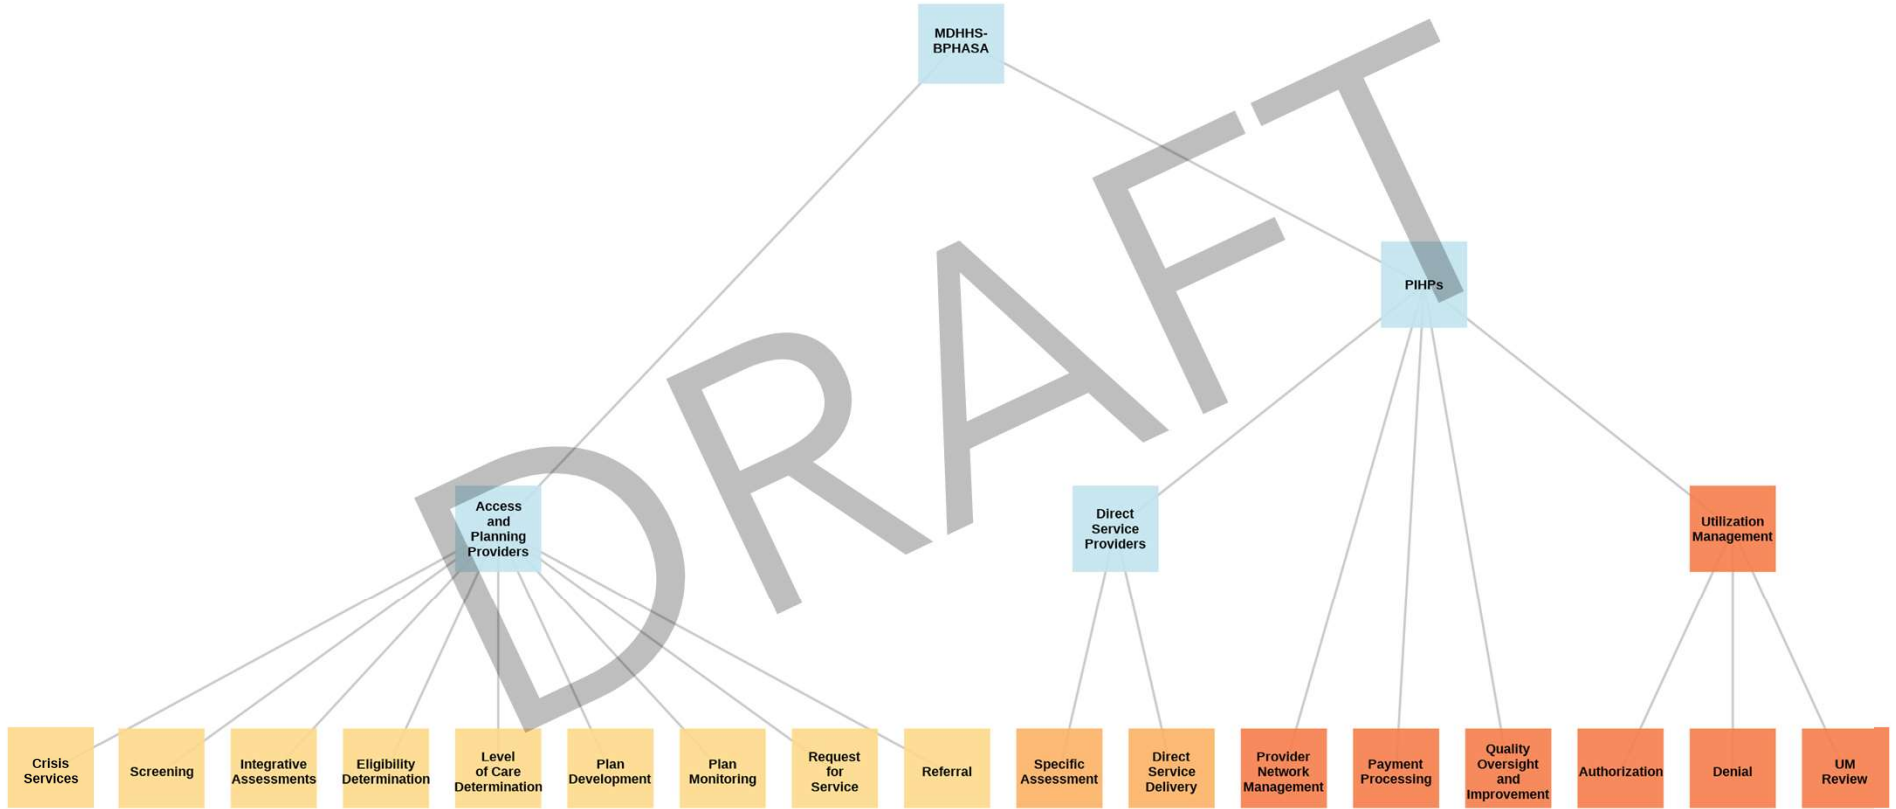 MDHHS-
BPHASA
DRAFT
PIHPs
Access
and
Planning
Providers
Direct
Service
Providers
Utilization
Management
Crisis
Services
Screening
Integrative
Assessments
Eligibility
Determination
Level
of Care
Determination
Plan
Development
Plan
Monitoring
Request
for
Service
Referral
Specific
Assessment
Direct
Service
Delivery
Provider
Network
Management
Payment
Processing
Quality
Oversight
and
Improvement
Authorization
Denial
UM
Review